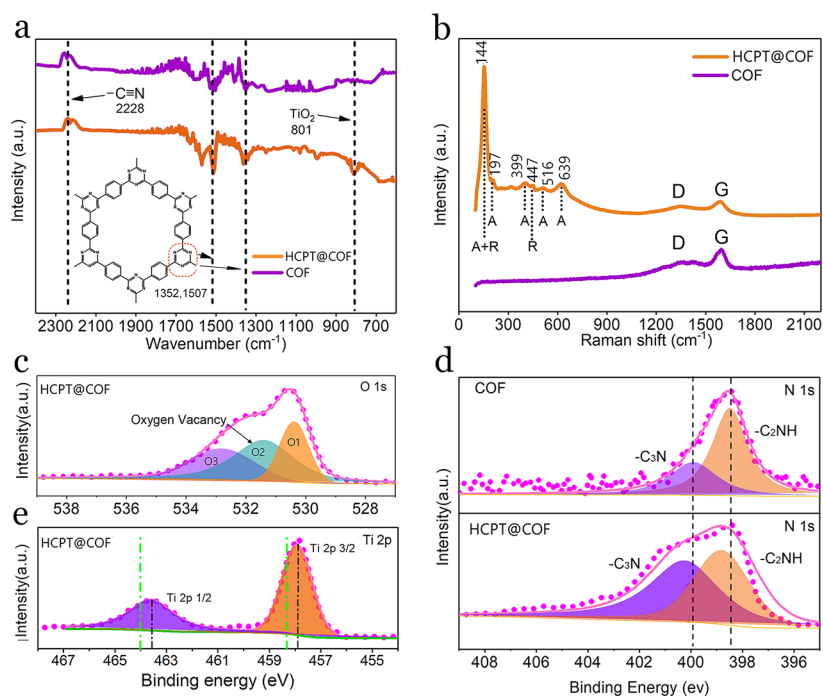 a
Intensity (a.u.)
−C≡N
2228
TiO2
801
1352,1507
HCPT@COF
COF
2300 2100 1900 1700 1500 1300 1100 900 700
Wavenumber (cm-1)
b
Intensity (a.u.)
144
197
399
447
516
639
A+R
A
A
R
A
A
D
G
D
G
HCPT@COF
COF
0 300 600 900 1200 1500 1800 2100
Raman shift (cm-1)
c
HCPT@COF
O 1s
Intensity(a.u.)
Oxygen Vacancy
O3
O2
O1
538 536 534 532 530 528
d
COF
N 1s
Intensity(a.u.)
-C3N
-C2NH
HCPT@COF
N 1s
Intensity(a.u.)
-C3N
-C2NH
408 406 404 402 400 398 396
Binding Energy (ev)
e
HCPT@COF
Ti 2p
Intensity(a.u.)
Ti 2p 1/2
Ti 2p 3/2
467 465 463 461 459 457 454
Binding energy (eV)